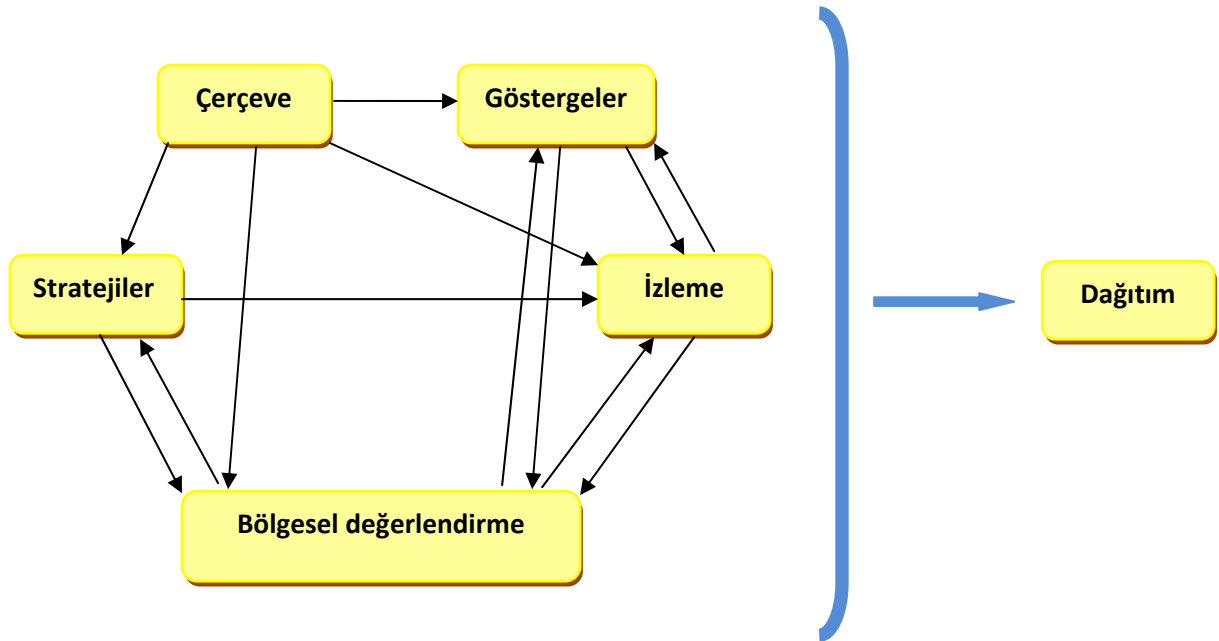 Çerçeve
Göstergeler
Stratejiler
İzleme
Dağıtım
Bölgesel değerlendirme